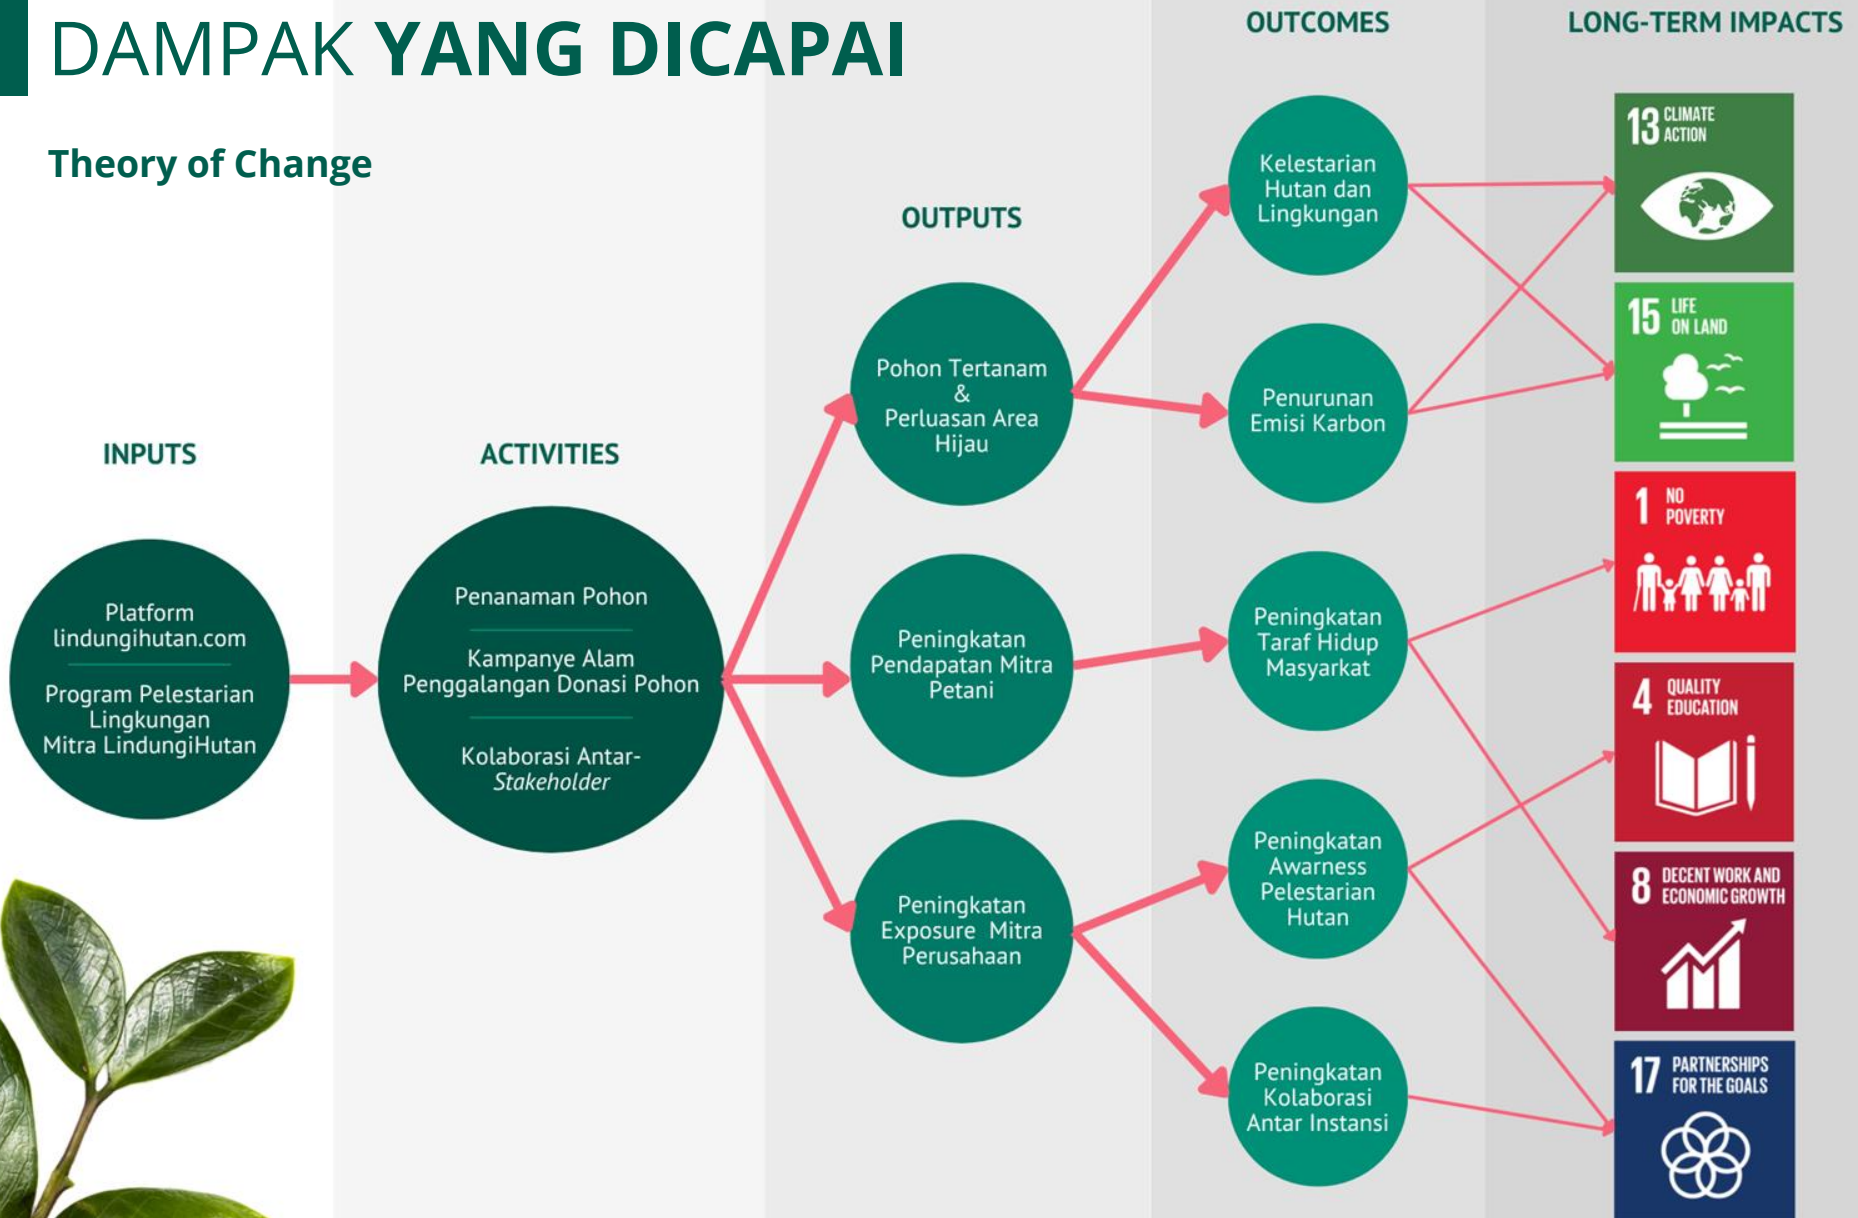 DAMPAK YANG DICAPAI
Theory of Change
INPUTS
Platform
lindungihutan.com
Program Pelestarian
Lingkungan
Mitra LindungiHutan
ACTIVITIES
Penanaman Pohon
Kampanye Alam
Penggalangan Donasi Pohon
Kolaborasi Antar-
Stakeholder
OUTPUTS
Pohon Tertanam
&
Perluasan Area
Hijau
Peningkatan
Pendapatan Mitra
Petani
Peningkatan
Exposure Mitra
Perusahaan
OUTCOMES
Kelestarian
Hutan dan
Lingkungan
Penurunan
Emisi Karbon
Peningkatan
Taraf Hidup
Masyarkat
Peningkatan
Awarness
Pelestarian
Hutan
Peningkatan
Kolaborasi
Antar Instansi
LONG-TERM IMPACTS
13 CLIMATE
ACTION
15 LIFE
ON LAND
1 NO
POVERTY
4 QUALITY
EDUCATION
8 DECENT WORK AND
ECONOMIC GROWTH
17 PARTNERSHIPS
FOR THE GOALS